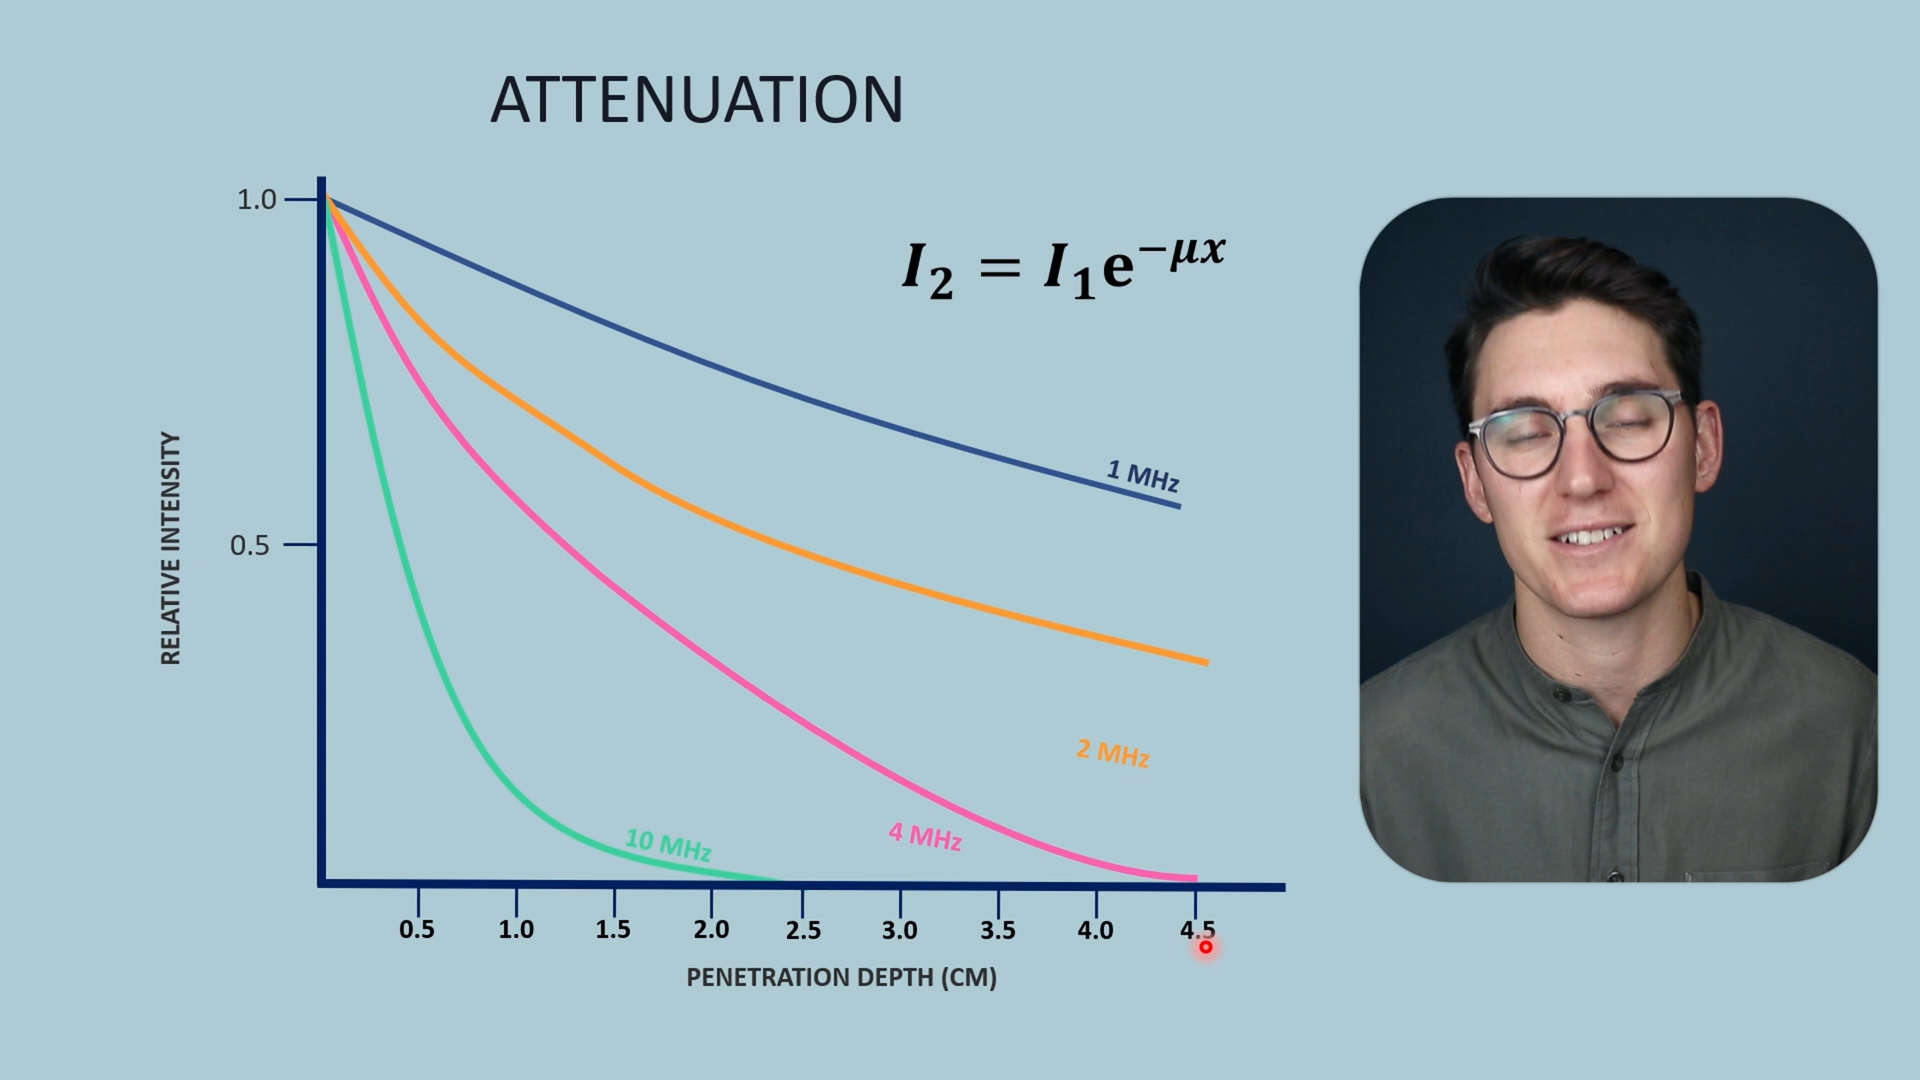 ATTENUATION
1.0
I₂ = I₁e^−μx
1 MHz
0.5
RELATIVE INTENSITY
2 MHz
4 MHz
10 MHz
0.5 1.0 1.5 2.0 2.5 3.0 3.5 4.0 4.5
PENETRATION DEPTH (CM)